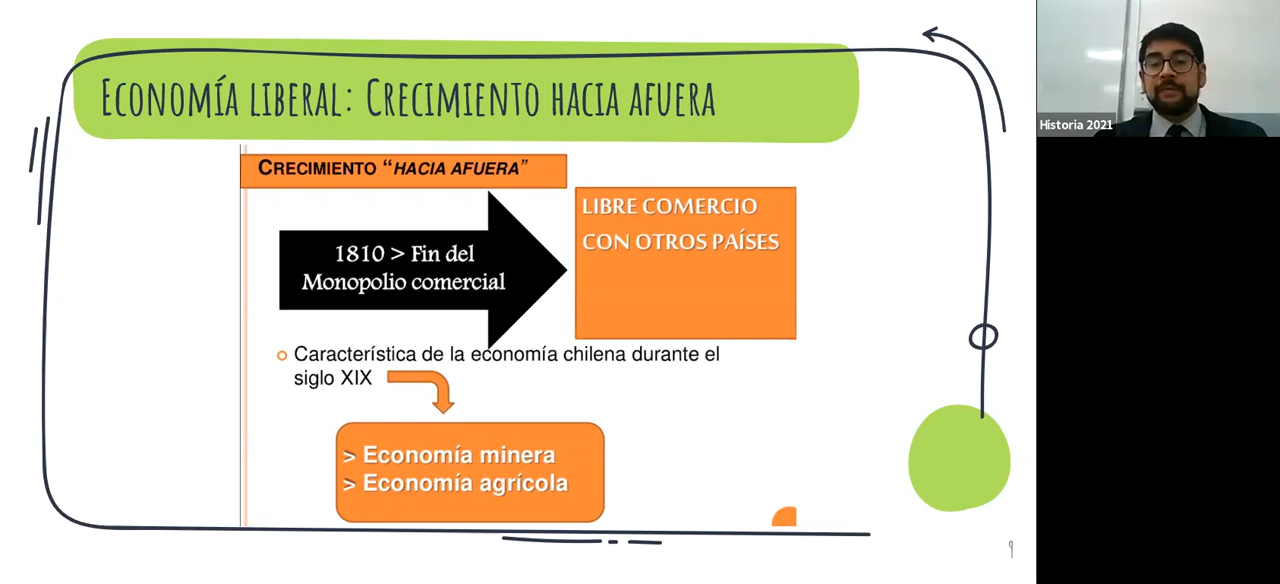 Economía liberal: Crecimiento hacia afuera
Historia 2021
CRECIMIENTO “HACIA AFUERA”
1810 > Fin del
Monopolio comercial
LIBRE COMERCIO
CON OTROS PAÍSES
Característica de la economía chilena durante el
siglo XIX
> Economía minera
> Economía agrícola